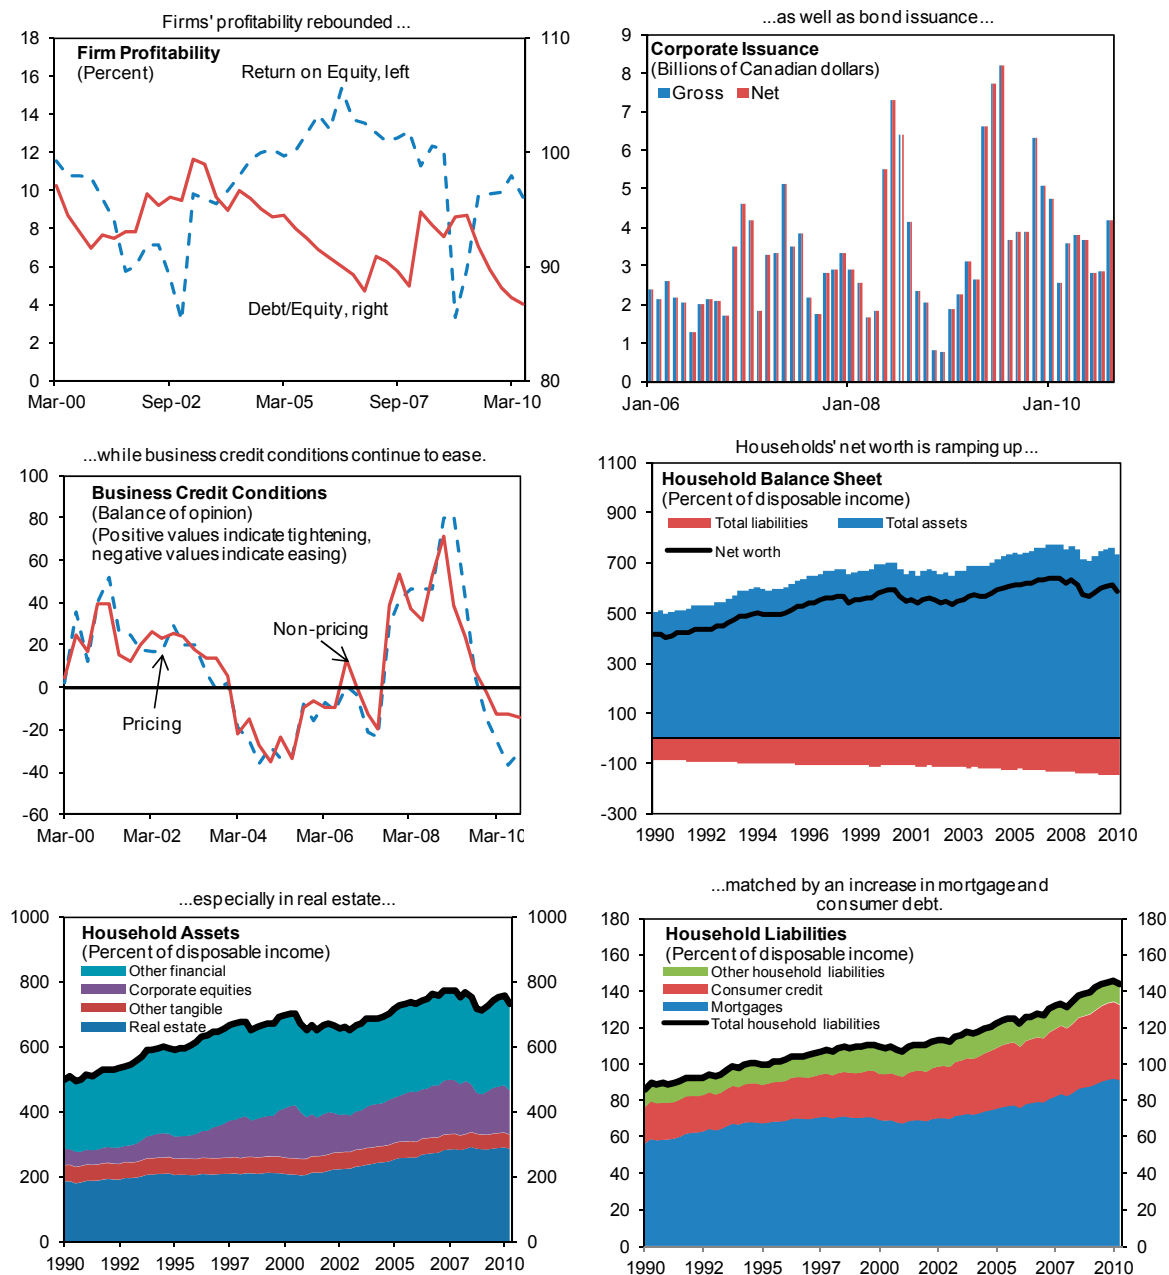 Firms' profitability rebounded ...
18
16
14
12
10
8
6
4
2
0
110
100
90
80
Firm Profitability
(Percent)
Return on Equity, left
Debt/Equity, right
Mar-00 Sep-02 Mar-05 Sep-07 Mar-10
...as well as bond issuance...
9
8
7
6
5
4
3
2
1
0
Corporate Issuance
(Billions of Canadian dollars)
Gross Net
Jan-06 Jan-08 Jan-10
...while business credit conditions continue to ease.
100
80
60
40
20
0
-20
-40
-60
Business Credit Conditions
(Balance of opinion)
(Positive values indicate tightening,
negative values indicate easing)
Non-pricing
Pricing
Mar-00 Mar-02 Mar-04 Mar-06 Mar-08 Mar-10
Households' net worth is ramping up...
1100
900
700
500
300
100
-100
-300
Household Balance Sheet
(Percent of disposable income)
Total liabilities Total assets
Net worth
1990 1992 1994 1996 1999 2001 2003 2005 2008 2010
...especially in real estate...
1000
800
600
400
200
0
1000
800
600
400
200
0
Household Assets
(Percent of disposable income)
Other financial
Corporate equities
Other tangible
Real estate
1990 1992 1995 1997 2000 2002 2005 2007 2010
...matched by an increase in mortgage and
consumer debt.
180
160
140
120
100
80
60
40
20
0
180
160
140
120
100
80
60
40
20
0
Household Liabilities
(Percent of disposable income)
Other household liabilities
Consumer credit
Mortgages
Total household liabilities
1990 1992 1995 1997 2000 2002 2005 2007 2010